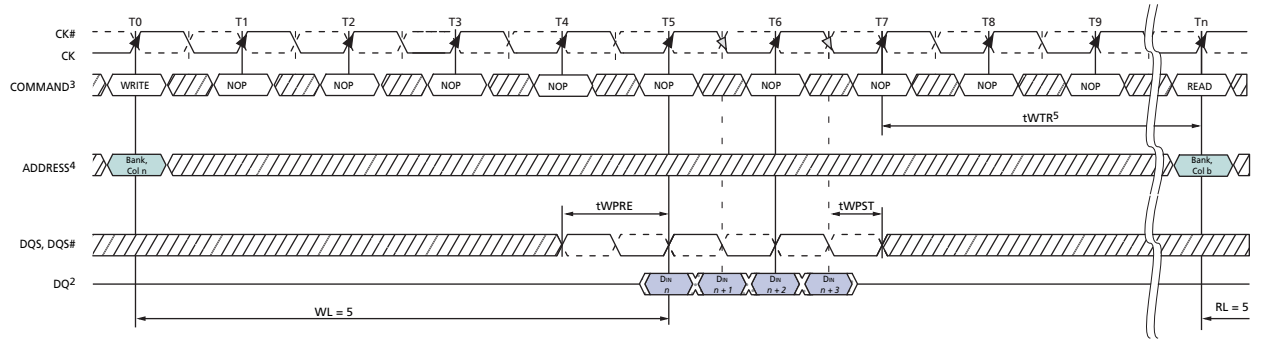 T0 T1 T2 T3 T4 T5 T6 T7 T8 T9 Tn
CK#
CK
COMMAND3 WRITE NOP NOP NOP NOP NOP NOP NOP NOP NOP READ
tWTR5
ADDRESS4 Bank, Col n Bank, Col b
tWPRE tWPST
DQS, DQS#
DQ2 DIN n DIN n + 1 DIN n + 2 DIN n + 3
WL = 5 RL = 5